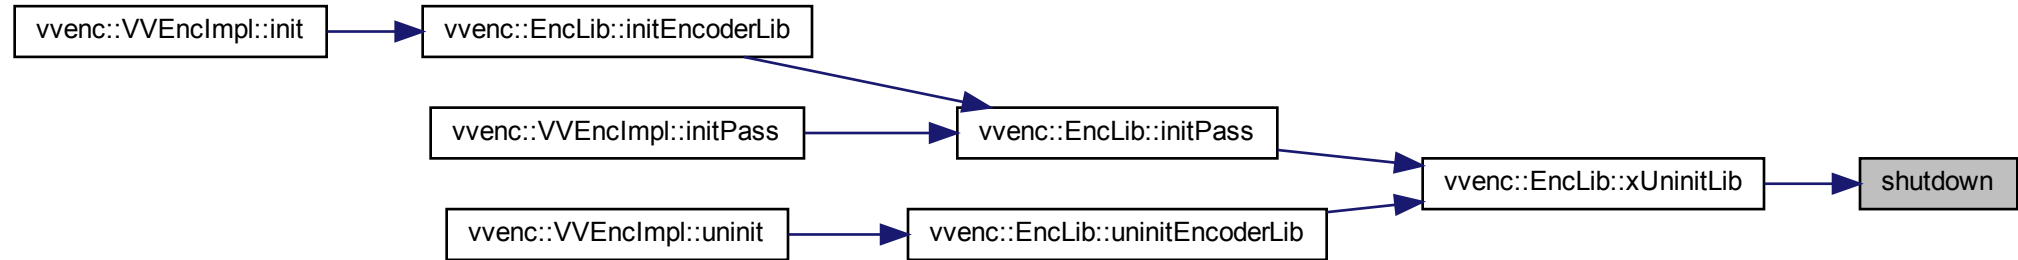 vvenc::VVEncImpl::init
vvenc::EncLib::initEncoderLib
vvenc::VVEncImpl::initPass
vvenc::EncLib::initPass
vvenc::EncLib::xUninitLib
shutdown
vvenc::VVEncImpl::uninit
vvenc::EncLib::uninitEncoderLib